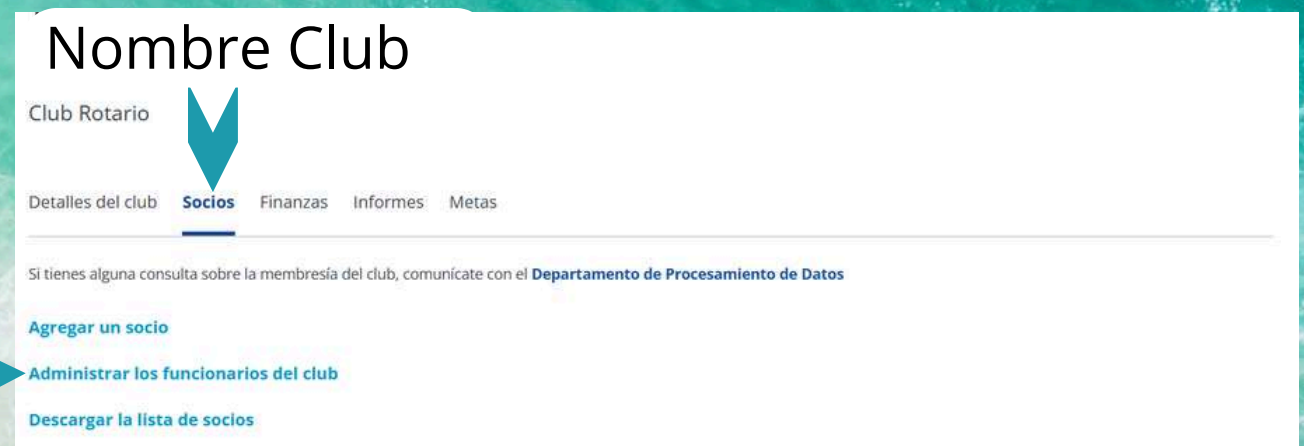 Nombre Club
Club Rotario
Detalles del club Socios Finanzas Informes Metas
Si tienes alguna consulta sobre la membresía del club, comunícate con el Departamento de Procesamiento de Datos
Agregar un socio
Administrar los funcionarios del club
Descargar la lista de socios